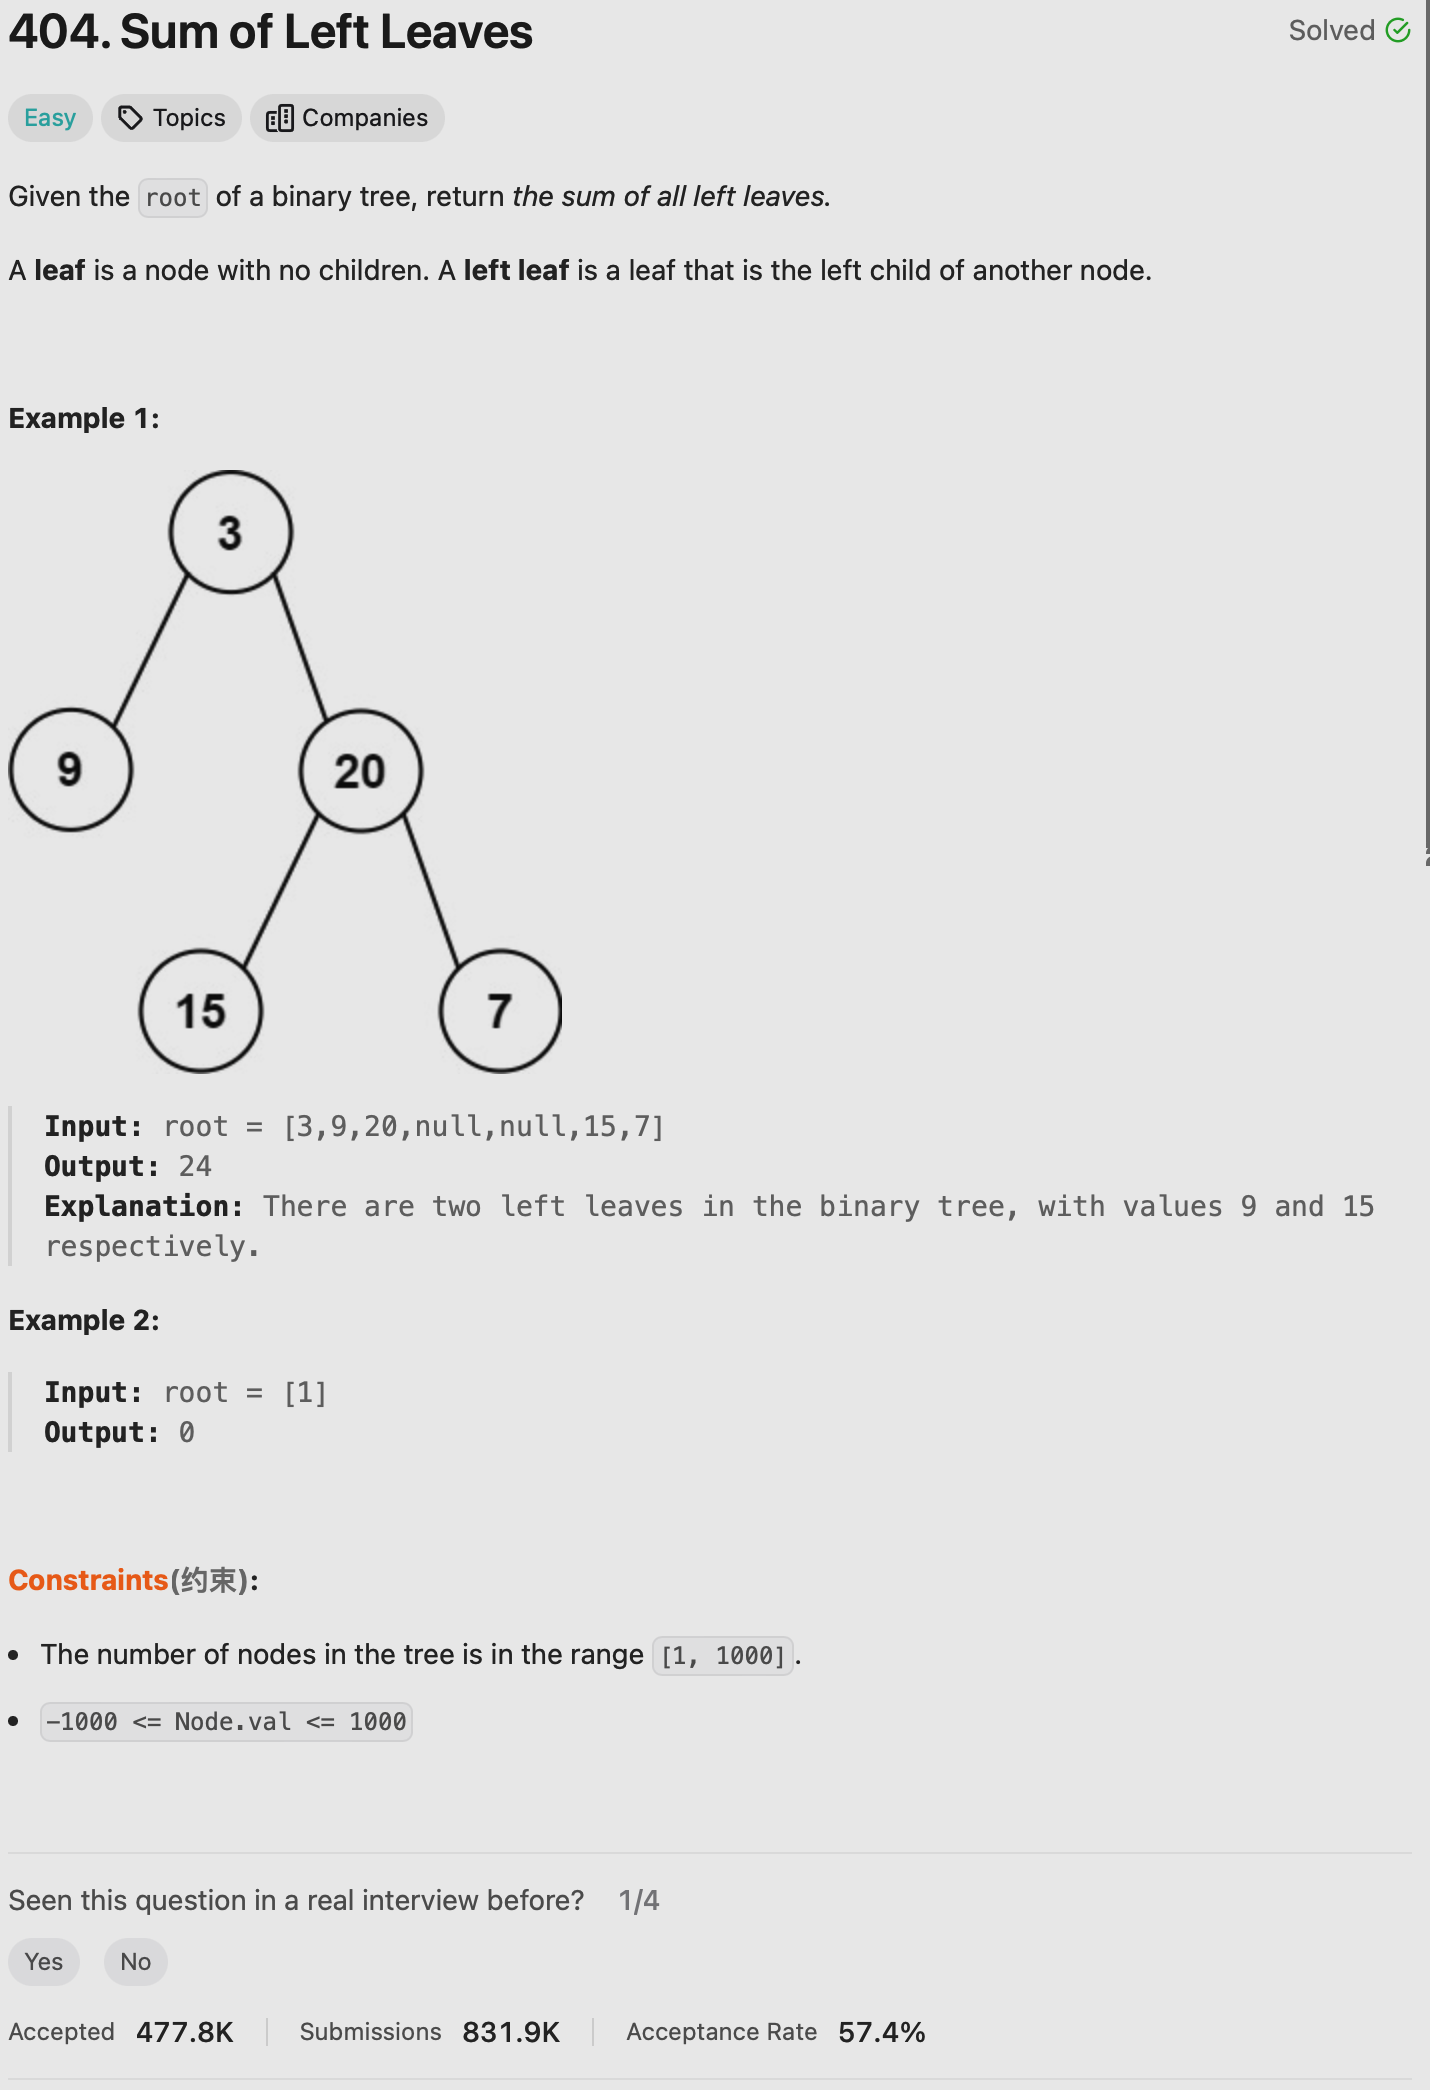 404. Sum of Left Leaves
Solved
Easy
Topics
Companies
Given the root of a binary tree, return the sum of all left leaves.
A leaf is a node with no children. A left leaf is a leaf that is the left child of another node.
Example 1:
3
9
20
15
7
Input: root = [3,9,20,null,null,15,7]
Output: 24
Explanation: There are two left leaves in the binary tree, with values 9 and 15
respectively.
Example 2:
Input: root = [1]
Output: 0
Constraints(约束):
The number of nodes in the tree is in the range [1, 1000].
-1000 <= Node.val <= 1000
Seen this question in a real interview before? 1/4
Yes
No
Accepted 477.8K
Submissions 831.9K
Acceptance Rate 57.4%